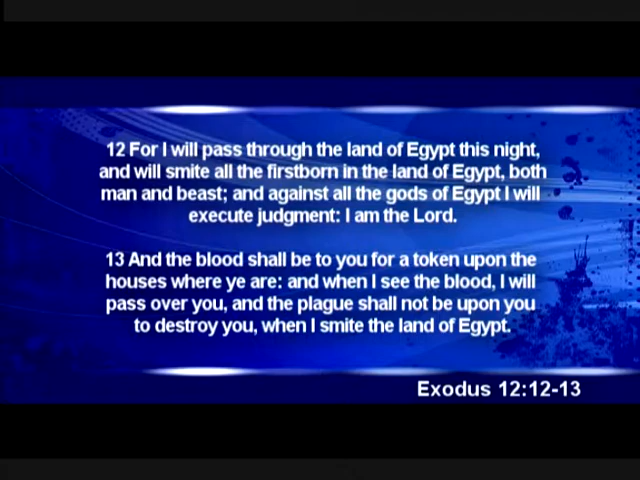 12 For I will pass through the land of Egypt this night,
and will smite all the firstborn in the land of Egypt, both
man and beast; and against all the gods of Egypt I will
execute judgment: I am the Lord.
13 And the blood shall be to you for a token upon the
houses where ye are: and when I see the blood, I will
pass over you, and the plague shall not be upon you
to destroy you, when I smite the land of Egypt.
Exodus 12:12-13